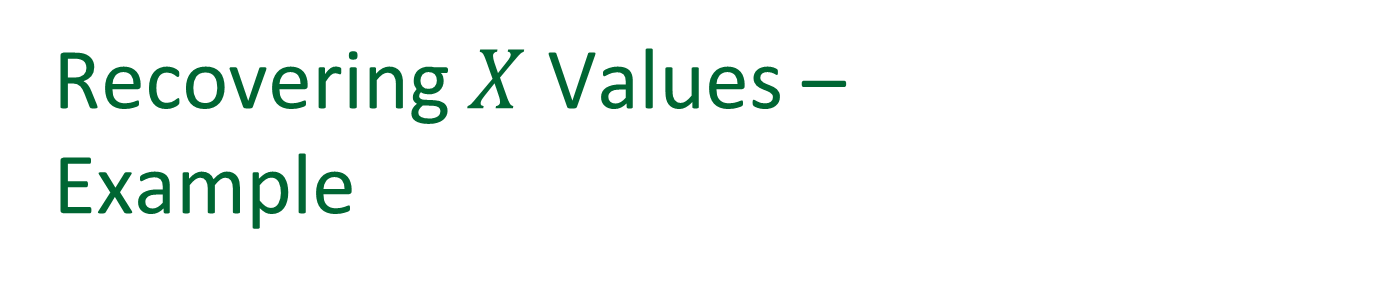 Recovering X Values –
Example